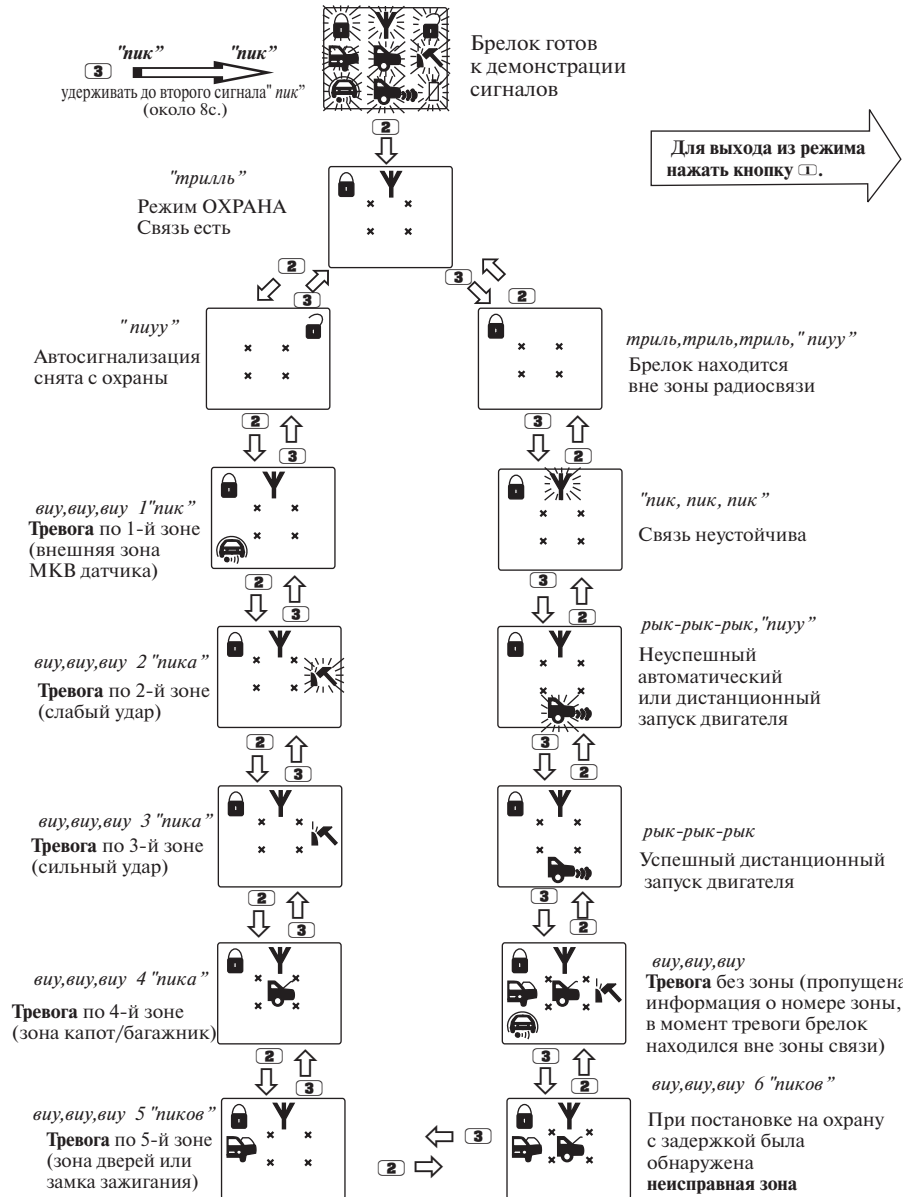 "пик"
"пик"
3
удерживать до второго сигнала" пик"
(около 8с.)
Брелок готов
к демонстрации
сигналов
2
Для выхода из режима
нажать кнопку 1.
"трилль"
Режим ОХРАНА
Связь есть
2
3
3
2
"пиуу"
Автосигнализация
снята с охраны
триль,триль,триль,"пиуу"
Брелок находится
вне зоны радиосвязи
2
3
3
2
виу,виу,виу 1"пик"
Тревога по 1-й зоне
(внешняя зона
МКВ датчика)
"пик, пик, пик"
Связь неустойчива
2
3
3
2
виу,виу,виу 2 "пика"
Тревога по 2-й зоне
(слабый удар)
рык-рык-рык,"пиуу"
Неуспешный
автоматический
или дистанционный
запуск двигателя
2
3
3
2
виу,виу,виу 3 "пика"
Тревога по 3-й зоне
(сильный удар)
рык-рык-рык
Успешный дистанционный
запуск двигателя
2
3
3
2
виу,виу,виу 4 "пика"
Тревога по 4-й зоне
(зона капот/багажник)
виу,виу,виу
Тревога без зоны (пропущена
информация о номере зоны,
в момент тревоги брелок
находился вне зоны связи)
2
3
3
2
виу,виу,виу 5 "пиков"
Тревога по 5-й зоне
(зона дверей или
замка зажигания)
3
2
виу,виу,виу 6 "пиков"
При постановке на охрану
с задержкой была
обнаружена
неисправная зона